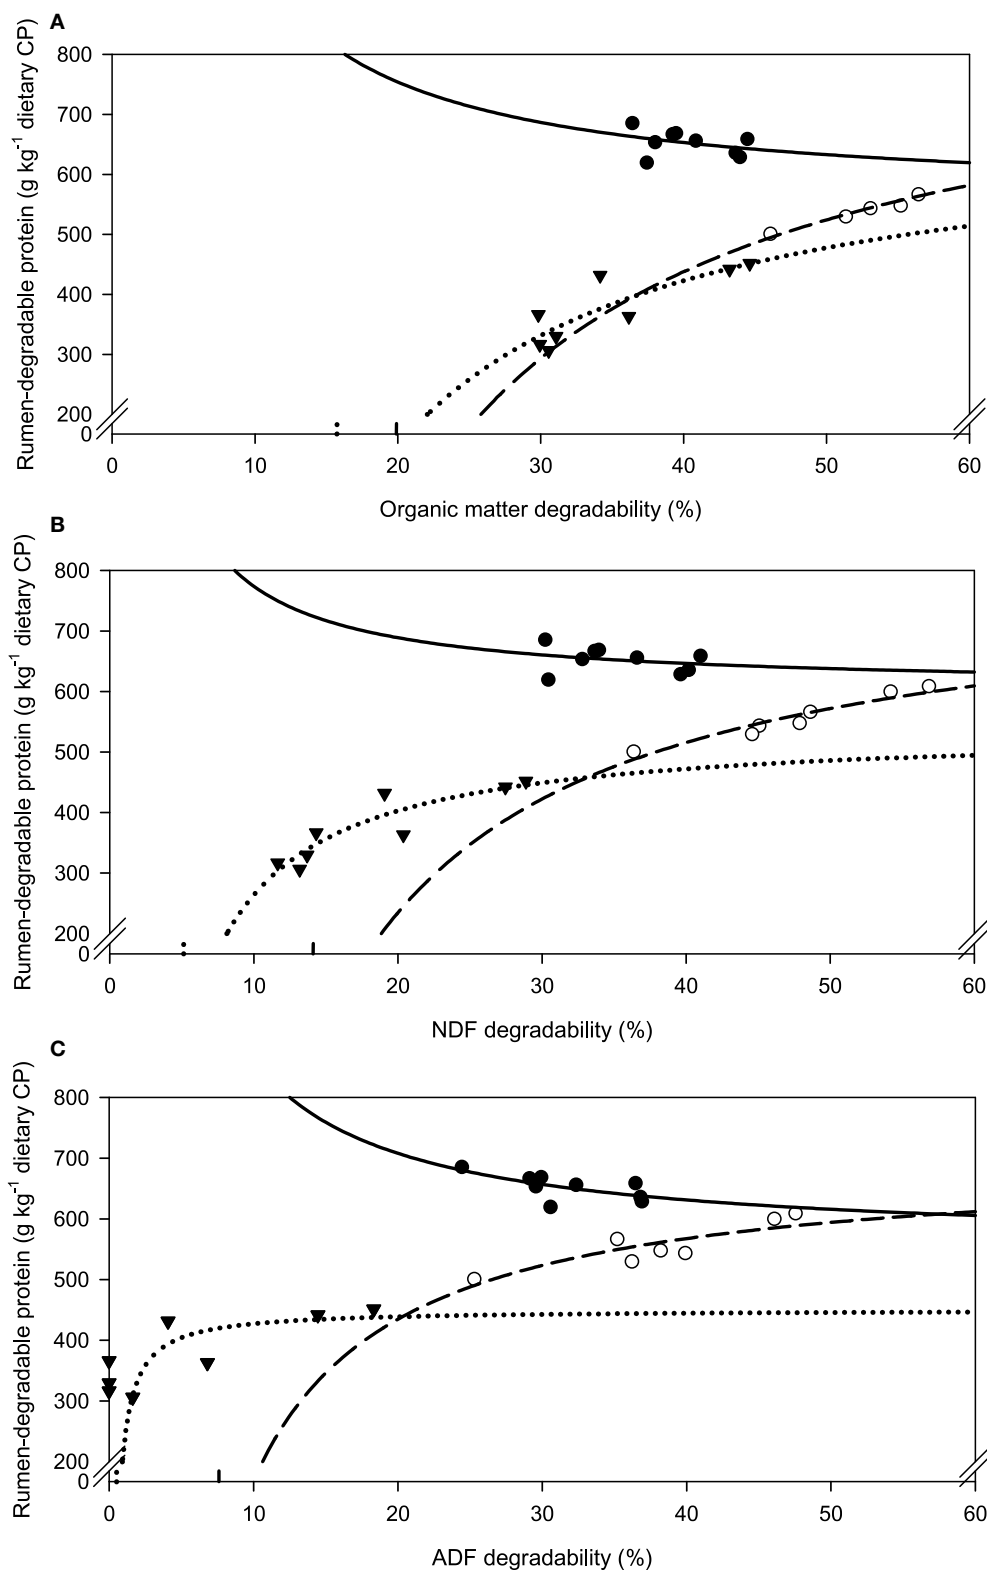 A
Rumen-degradable protein (g kg⁻¹ dietary CP)
800
700
600
500
400
300
200
0
0 10 20 30 40 50 60
Organic matter degradability (%)
B
Rumen-degradable protein (g kg⁻¹ dietary CP)
800
700
600
500
400
300
200
0
0 10 20 30 40 50 60
NDF degradability (%)
C
Rumen-degradable protein (g kg⁻¹ dietary CP)
800
700
600
500
400
300
200
0
0 10 20 30 40 50 60
ADF degradability (%)